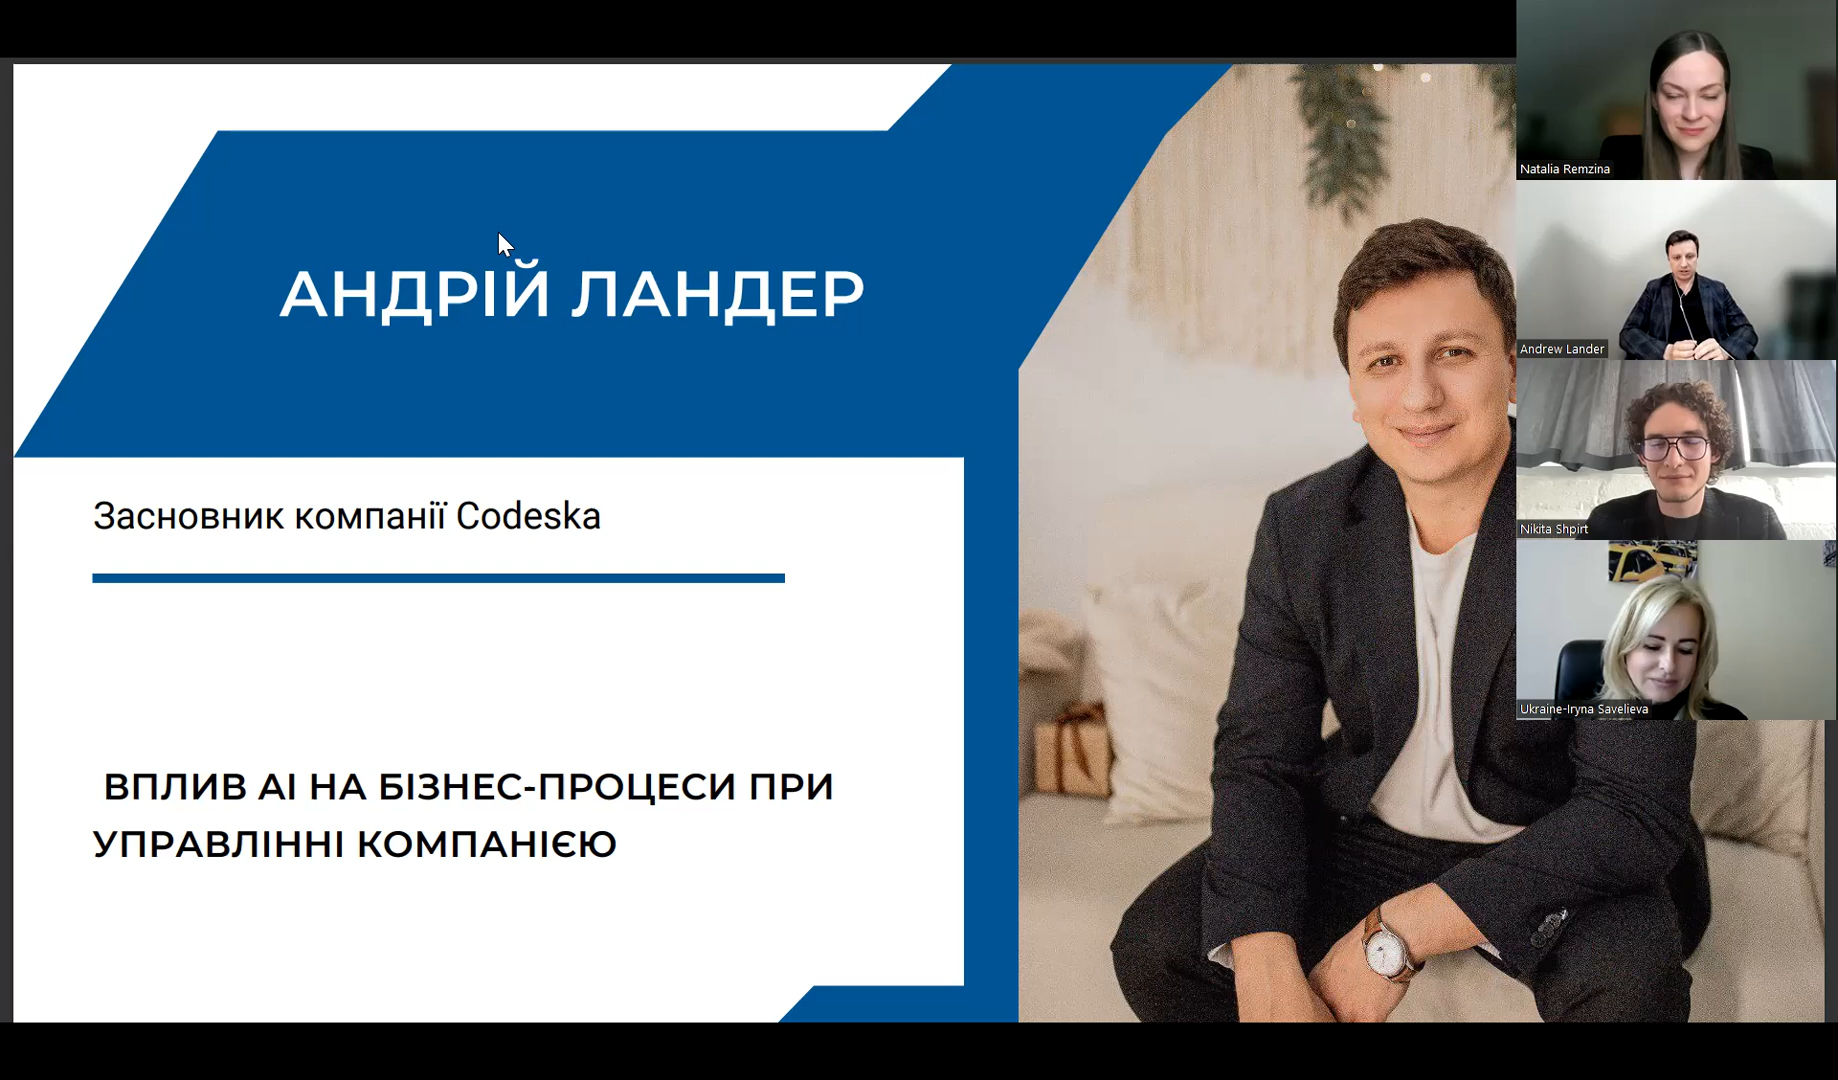 АНДРІЙ ЛАНДЕР
Засновник компанії Codeska
ВПЛИВ АІ НА БІЗНЕС-ПРОЦЕСИ ПРИ
УПРАВЛІННІ КОМПАНІЄЮ
Natalia Remzina
Andrew Lander
Nikita Shpirt
Ukraine-Iryna Savelieva